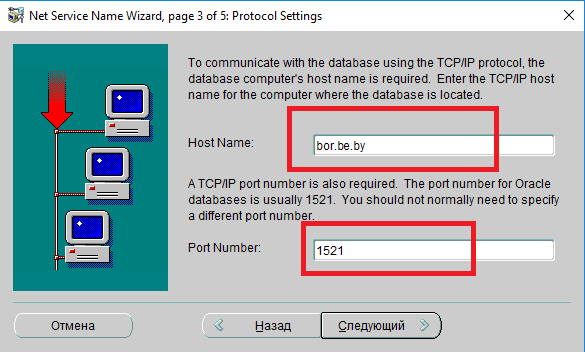 Net Service Name Wizard, page 3 of 5: Protocol Settings
To communicate with the database using the TCP/IP protocol, the
database computer's host name is required. Enter the TCP/IP host
name for the computer where the database is located.
Host Name:
bor.be.by
A TCP/IP port number is also required. The port number for Oracle
databases is usually 1521. You should not normally need to specify
a different port number.
Port Number:
1521
Отмена
Назад
Следующий